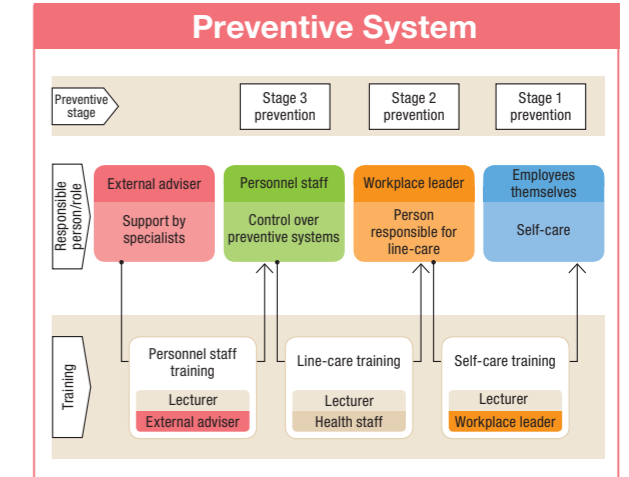 Preventive System
Preventive
stage
Stage 3
prevention
Stage 2
prevention
Stage 1
prevention
Responsible
person/role
External adviser
Support by
specialists
Personnel staff
Control over
preventive systems
Workplace leader
Person
responsible for
line-care
Employees
themselves
Self-care
Training
Personnel staff
training
Lecturer
External adviser
Line-care training
Lecturer
Health staff
Self-care training
Lecturer
Workplace leader